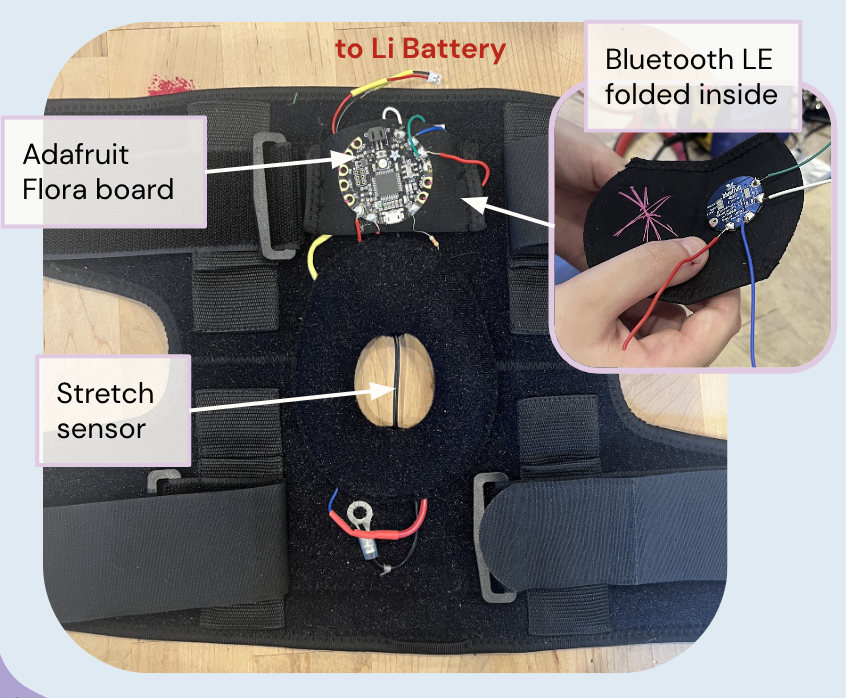 to Li Battery
Bluetooth LE
folded inside
Adafruit
Flora board
Stretch
sensor